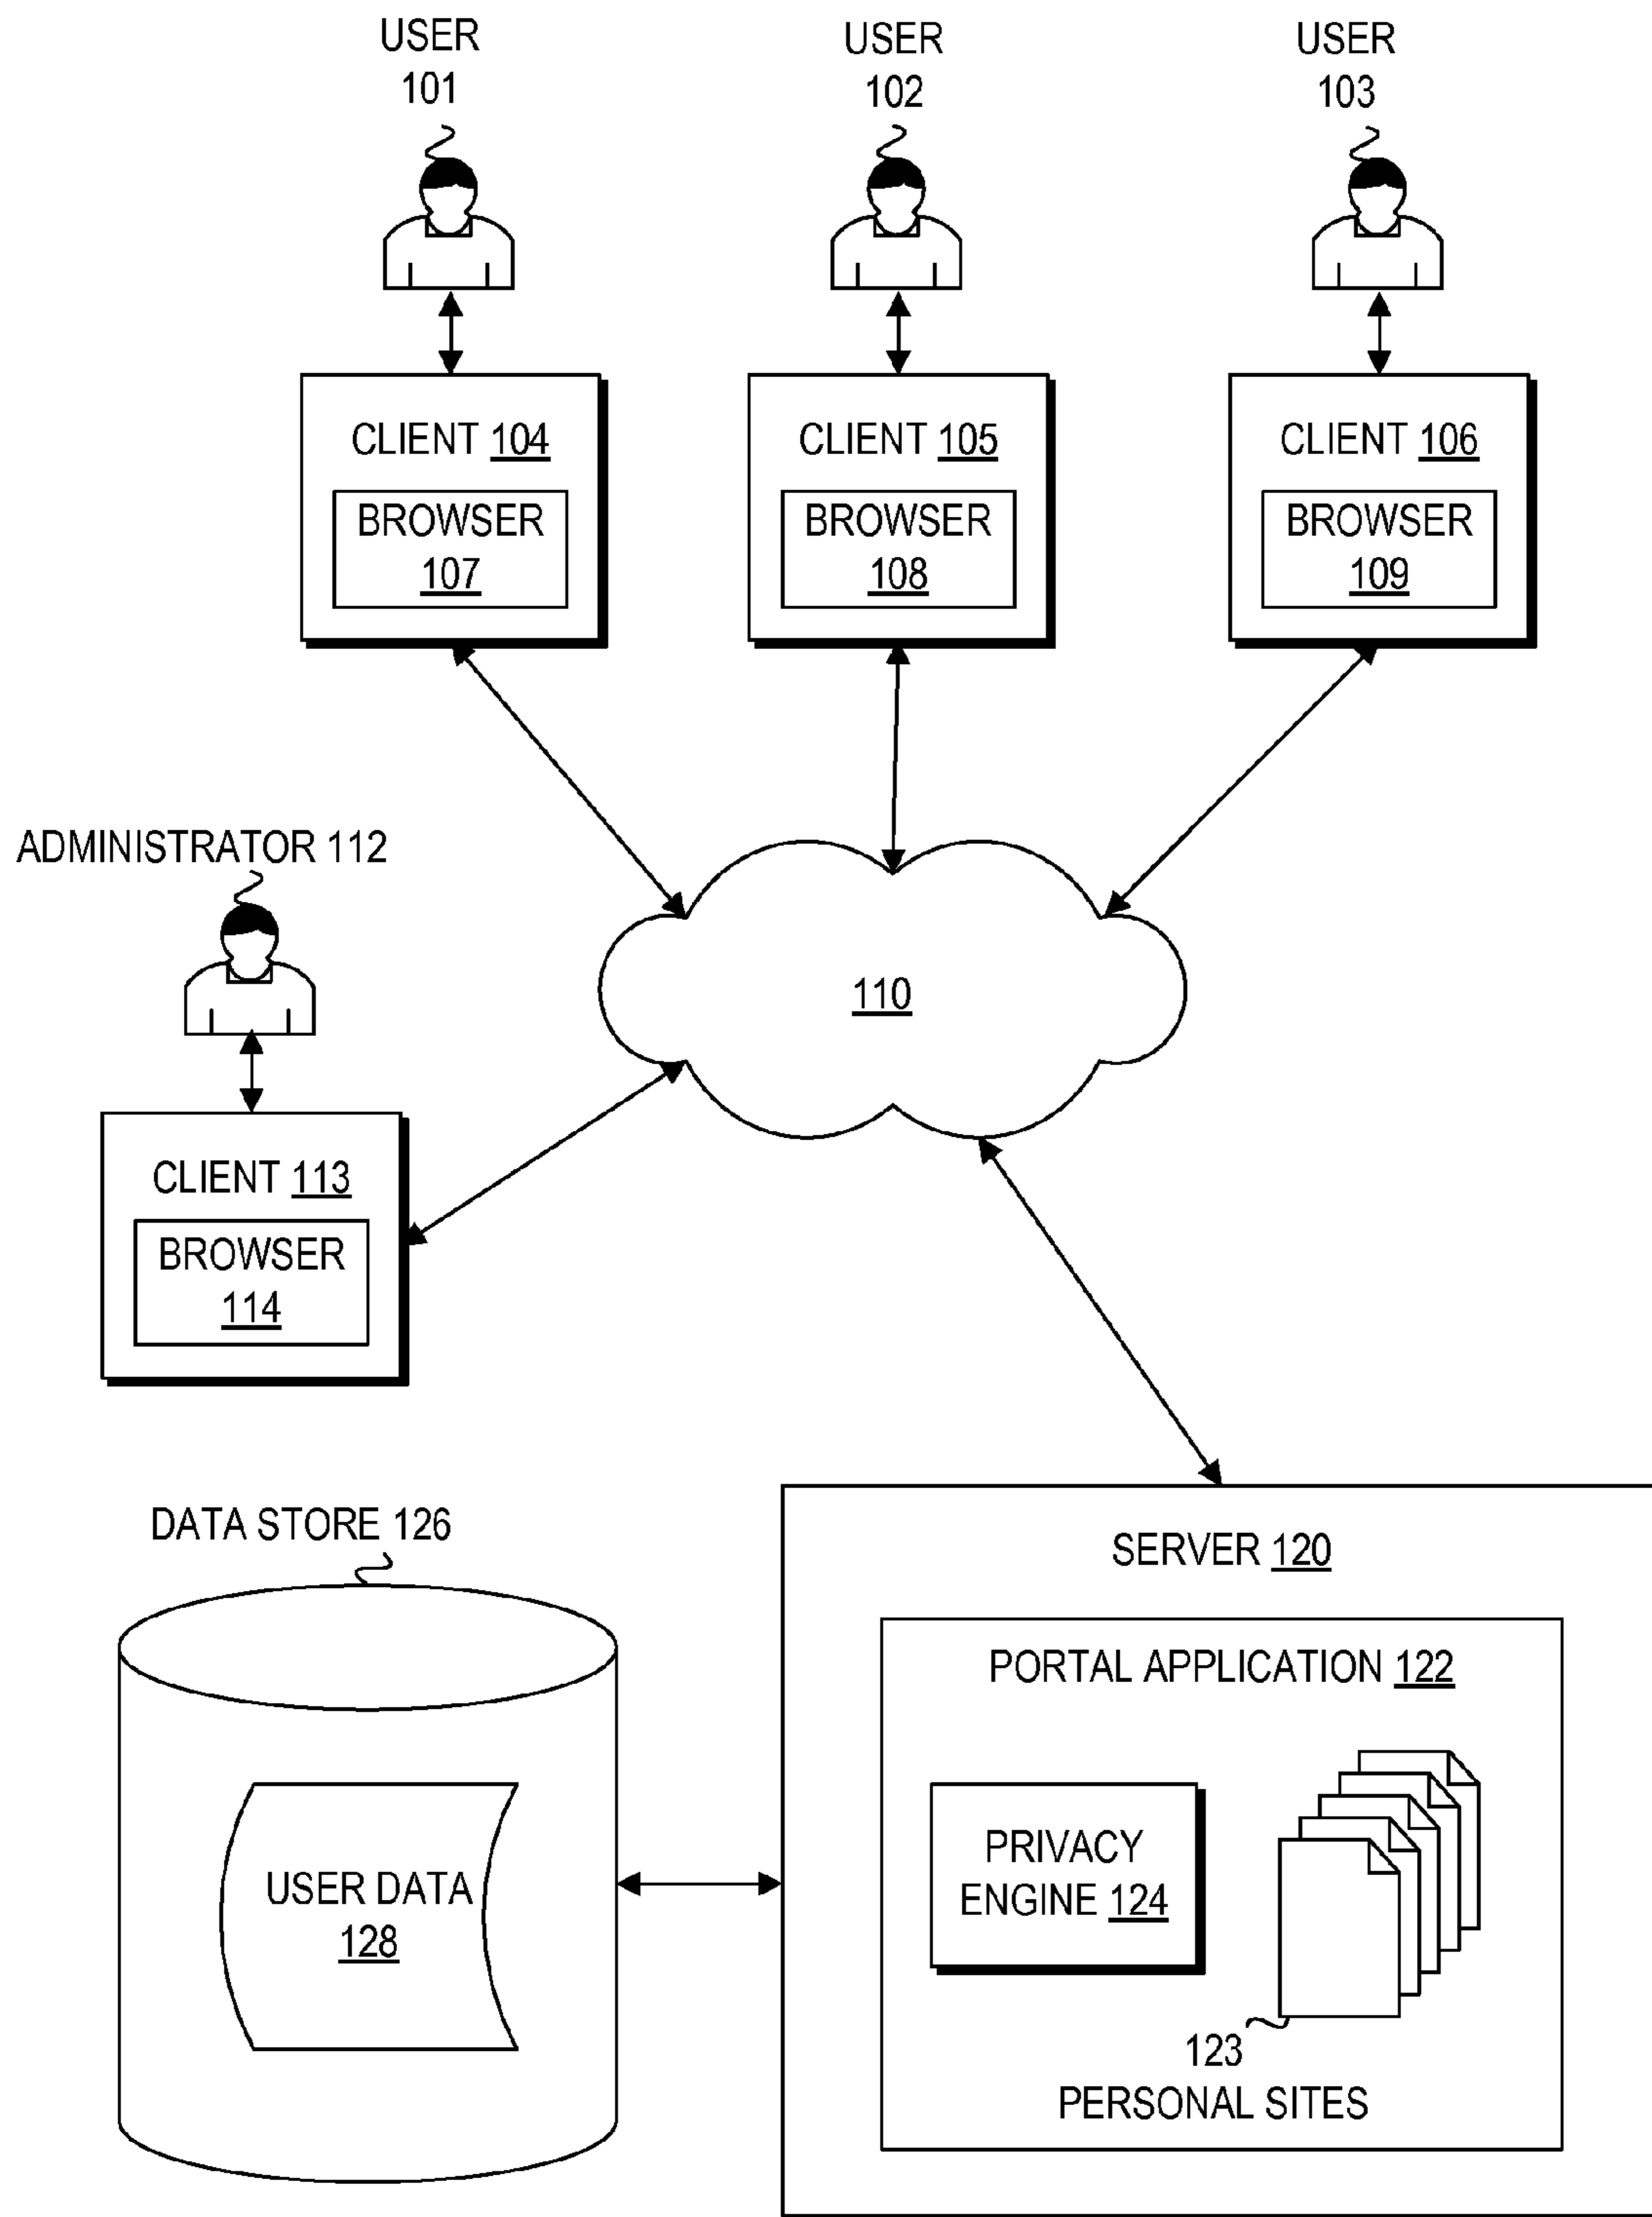 USER
101
USER
102
USER
103
CLIENT 104
BROWSER
107
CLIENT 105
BROWSER
108
CLIENT 106
BROWSER
109
ADMINISTRATOR 112
110
CLIENT 113
BROWSER
114
DATA STORE 126
USER DATA
128
SERVER 120
PORTAL APPLICATION 122
PRIVACY
ENGINE 124
123
PERSONAL SITES